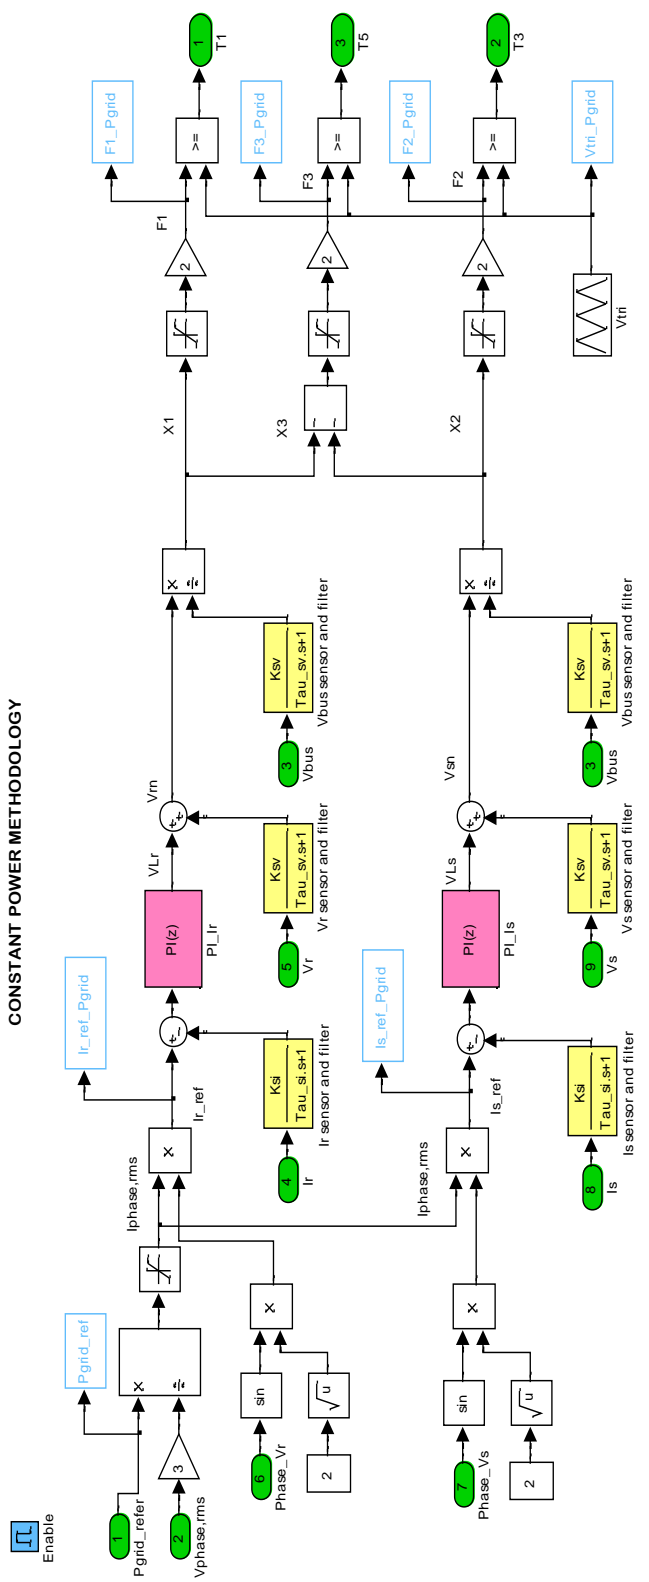 CONSTANT POWER METHODOLOGY
Enable
1
Pgrid_refer
2
Vphase,rms
3
Pgrid_ref
×
÷
Iphase,rms
6
Phase_Vr
sin
2
√u
×
×
Ir_ref
Ir_ref_Pgrid
4
Ir
Ksi
Tau_si.s+1
Ir sensor and filter
+
-
PI(z)
PI_Ir
VLr
5
Vr
Ksv
Tau_sv.s+1
Vr sensor and filter
+
+
Vrn
3
Vbus
Ksv
Tau_sv.s+1
Vbus sensor and filter
×
÷
X1
2
F1
F1_Pgrid
>=
1
T1
X3
-
-
2
F3
F3_Pgrid
>=
3
T5
7
Phase_Vs
sin
2
√u
×
Iphase,rms
×
Is_ref
Is_ref_Pgrid
8
Is
Ksi
Tau_si.s+1
Is sensor and filter
+
-
PI(z)
PI_Is
VLs
9
Vs
Ksv
Tau_sv.s+1
Vs sensor and filter
+
+
Vsn
3
Vbus
Ksv
Tau_sv.s+1
Vbus sensor and filter
×
÷
X2
2
F2
F2_Pgrid
>=
2
T3
Vtri
Vtri_Pgrid